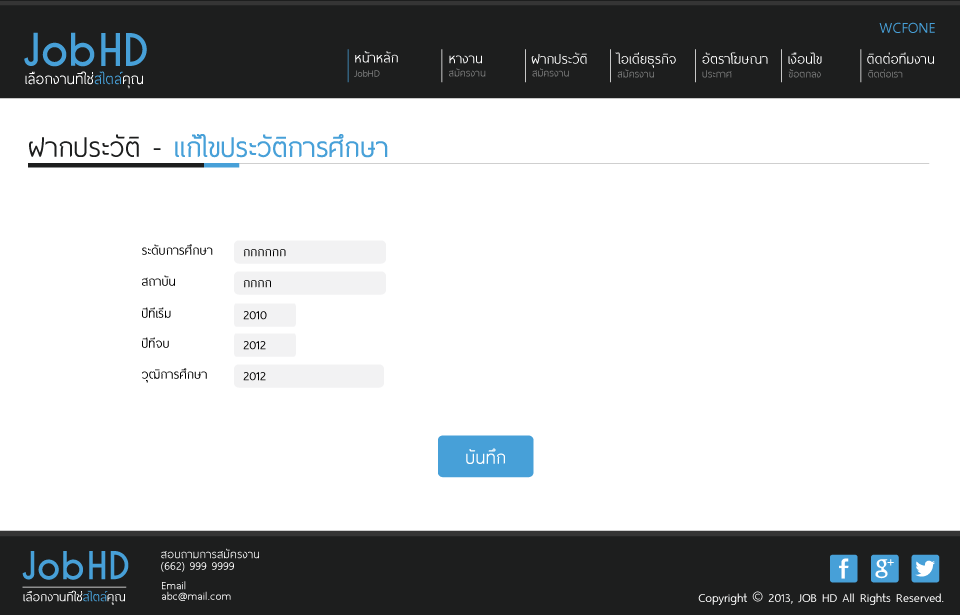 WCFONE
JobHD
เลือกงานที่ใช่สไตล์คุณ
หน้าหลัก
JobHD
หางาน
สมัครงาน
ฝากประวัติ
สมัครงาน
ไอเดียธุรกิจ
สมัครงาน
อัตราโฆษณา
ประกาศ
เงื่อนไข
ข้อตกลง
ติดต่อทีมงาน
ติดต่อเรา
ฝากประวัติ - แก้ไขประวัติการศึกษา
ระดับการศึกษา กกกกกก
สถาบัน กกกก
ปีที่เริ่ม 2010
ปีที่จบ 2012
วุฒิการศึกษา 2012
บันทึก
JobHD
เลือกงานที่ใช่สไตล์คุณ
สอบถามการสมัครงาน
(662) 999 9999
Email
abc@mail.com
f g+
Copyright © 2013, JOB HD All Rights Reserved.